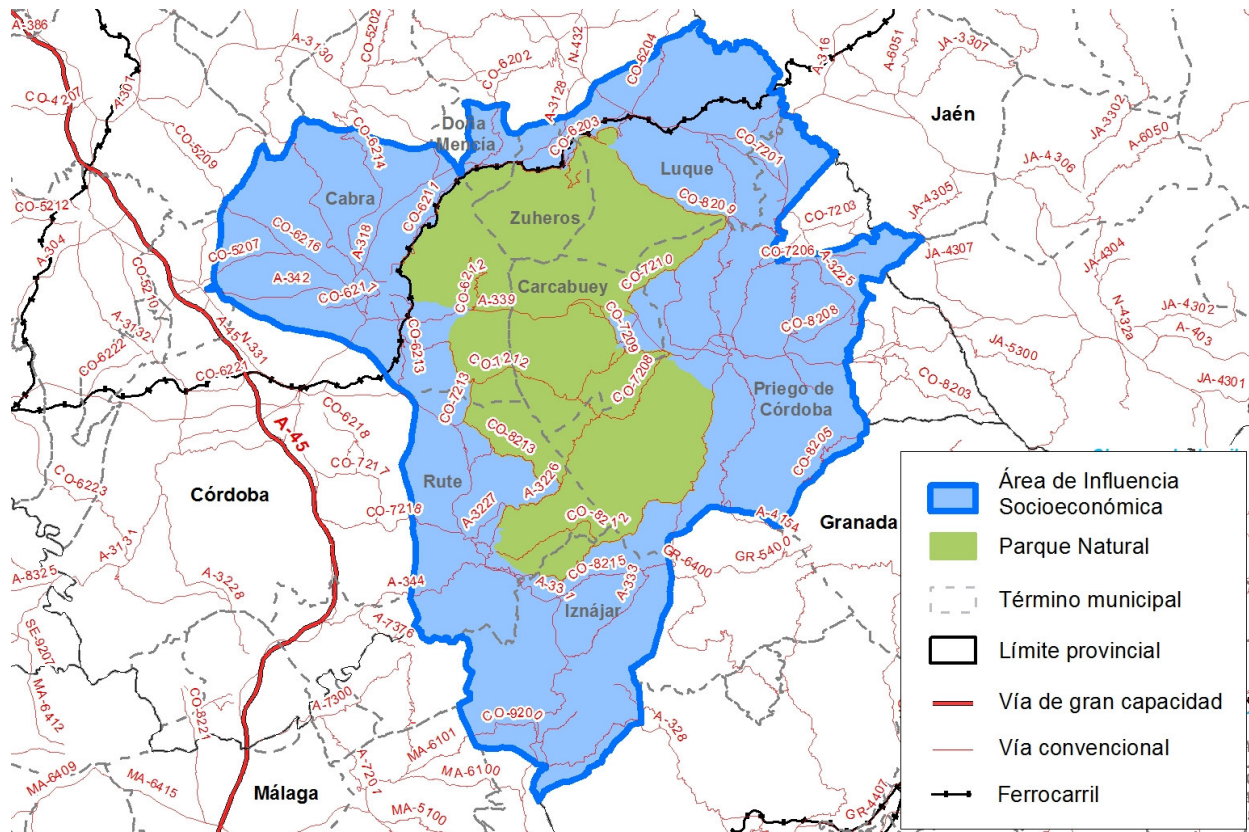 A-386
CO-5202
A-3130
CO-6202
N-432
CO-6204
A-316
A-6051
JA-3307
CO-4207
A-307
CO-5209
CO-6214
Doña
Mencía
A-3128
CO-6203
Jaén
JA-3302
A-6050
JA-4306
CO-7201
Luque
CO-5212
Cabra
CO-6211
Zuheros
CO-8209
CO-7203
JA-4305
A-304
CO-5207
CO-6216
A-318
CO-7206
A-5225
JA-4307
JA-4304
CO-5210
A-342
CO-6217
CO-6212
Carcabuey
CO-7210
A-339
CO-7209
CO-8208
N-432a
JA-4302
A-403
A-3132
CO-6222
A-45
N-331
CO-6221
CO-6213
CO-7212
CO-7208
JA-5300
CO-8203
JA-4301
CO-7213
Priego de
Córdoba
CO-6218
A-45
CO-8213
CO-8205
CO-7217
CO-6223
Córdoba
Rute
A-3226
CO-7218
A-3227
CO-8212
A-4154
Granada
A-3131
A-8325
A-3228
A-344
CO-8215
A-331
A-333
GR-6400
GR-5400
Iznájar
A-7376
SE-9207
MA-6412
CO-8221
A-7300
CO-9200
A-328
MA-6101
MA-6100
A-7201
MA-6409
MA-6415
Málaga
MA-5100
GR-4407
Área de Influencia
Socioeconómica
Parque Natural
Término municipal
Límite provincial
Vía de gran capacidad
Vía convencional
Ferrocarril